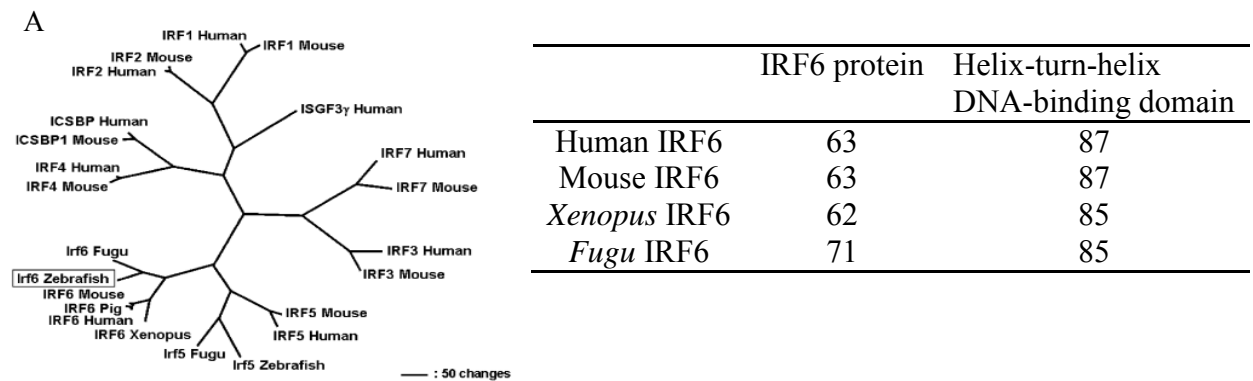 A
IRF1 Human
IRF1 Mouse
IRF2 Mouse
IRF2 Human
ISGF3γ Human
ICSBP Human
ICSBP1 Mouse
IRF4 Human
IRF4 Mouse
IRF7 Human
IRF7 Mouse
IRF3 Human
IRF3 Mouse
Irf6 Fugu
Irf6 Zebrafish
IRF6 Mouse
IRF6 Pig
IRF6 Human
IRF6 Xenopus
IRF5 Mouse
IRF5 Human
Irf5 Fugu
Irf5 Zebrafish
: 50 changes
IRF6 protein Helix-turn-helix
DNA-binding domain
Human IRF6 63 87
Mouse IRF6 63 87
Xenopus IRF6 62 85
Fugu IRF6 71 85